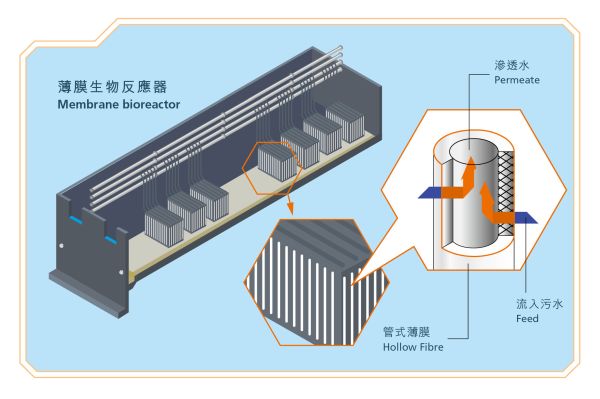 薄膜生物反應器
Membrane bioreactor
滲透水
Permeate
流入污水
Feed
管式薄膜
Hollow Fibre